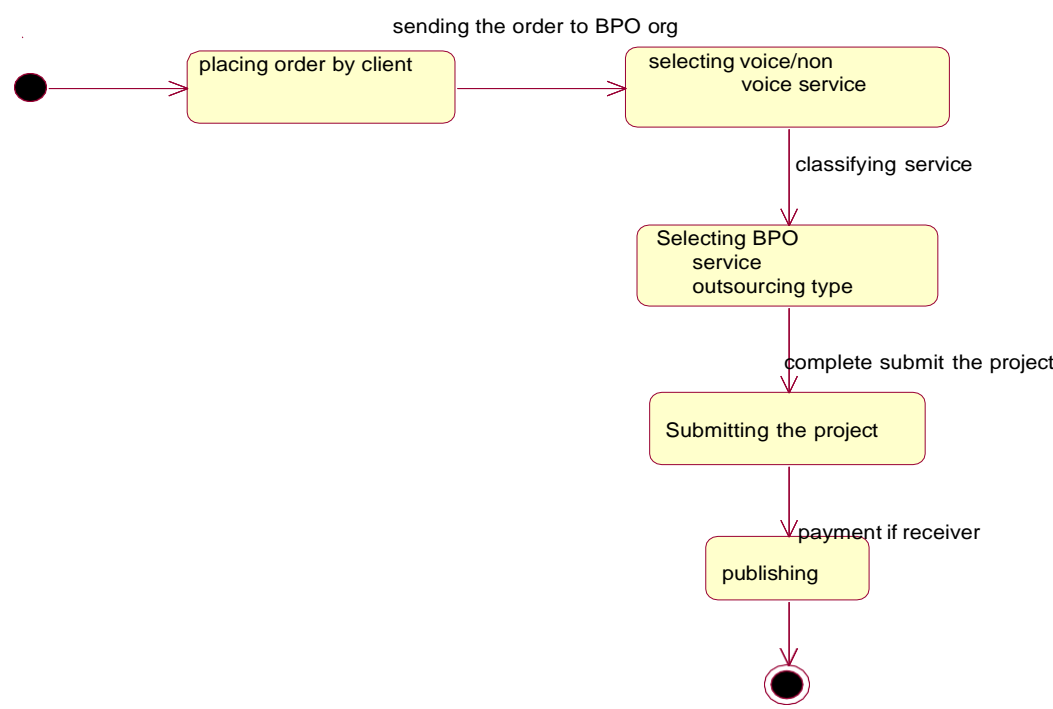 sending the order to BPO org
placing order by client
selecting voice/non
voice service
classifying service
Selecting BPO
service
outsourcing type
complete submit the project
Submitting the project
payment if receiver
publishing